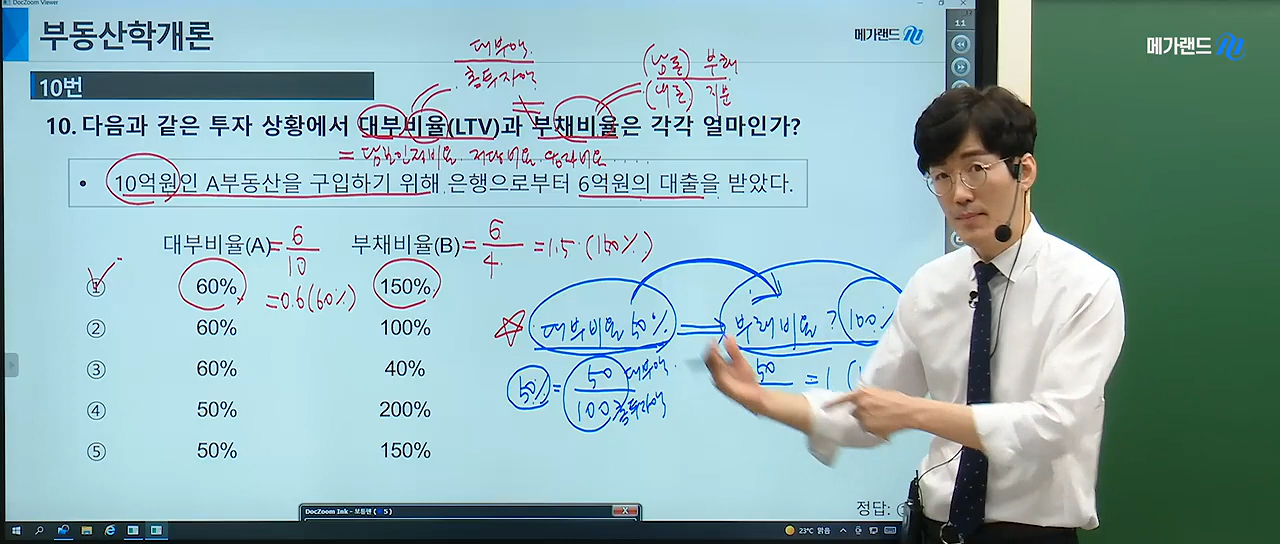 DocZoom Viewer
부동산학개론
메가랜드
메가랜드
11
10번
대부액
총투자액
(남의) 부채
(내돈) 지분
10. 다음과 같은 투자 상황에서 대부비율(LTV)과 부채비율은 각각 얼마인가?
= 담보인정비율. 저당비율. 융자비율 .....
• 10억원인 A부동산을 구입하기 위해 은행으로부터 6억원의 대출을 받았다.
대부비율(A) = 6/10 부채비율(B) = 6/4 = 1.5 (150%)
① 60% 150%
= 0.6 (60%)
② 60% 100%
③ 60% 40%
④ 50% 200%
⑤ 50% 150%
대부비율 50% ⇒ 부채비율? 100%
50% = 50 대부액
100 총투자액
50 = 1
정답:
DocZoom Ink - 보통펜 ( 5)
23°C 맑음